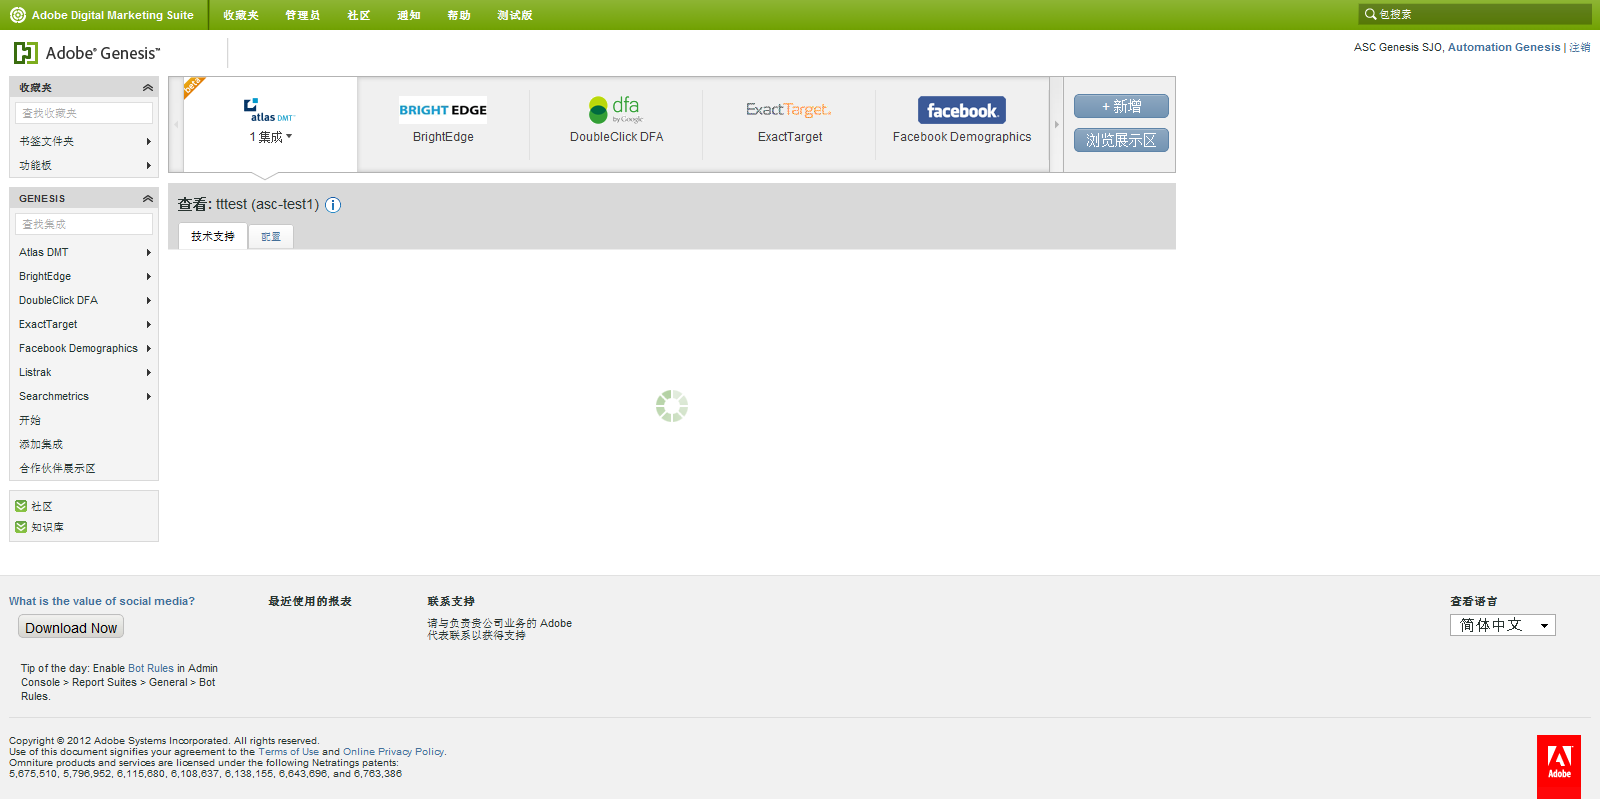 Adobe Digital Marketing Suite 收藏夹 管理员 社区 通知 帮助 测试版 包搜索
Adobe® Genesis™
ASC Genesis SJO, Automation Genesis | 注销
收藏夹
查找收藏夹
书签文件夹
功能板
GENESIS
查找集成
Atlas DMT
BrightEdge
DoubleClick DFA
ExactTarget
Facebook Demographics
Listrak
Searchmetrics
开始
添加集成
合作伙伴展示区
社区
知识库
beta
atlas DMT
1 集成
BRIGHT EDGE
BrightEdge
dfa
by Google
DoubleClick DFA
ExactTarget.
ExactTarget
facebook.
Facebook Demographics
+ 新增
浏览展示区
查看: tttest (asc-test1)
技术支持 配置
What is the value of social media?
Download Now
Tip of the day: Enable Bot Rules in Admin
Console > Report Suites > General > Bot
Rules.
最近使用的报表
联系支持
请与负责贵公司业务的 Adobe
代表联系以获得支持
查看语言
简体中文
Copyright © 2012 Adobe Systems Incorporated. All rights reserved.
Use of this document signifies your agreement to the Terms of Use and Online Privacy Policy.
Omniture products and services are licensed under the following Netratings patents:
5,675,510, 5,796,952, 6,115,680, 6,108,637, 6,138,155, 6,643,696, and 6,763,386
Adobe